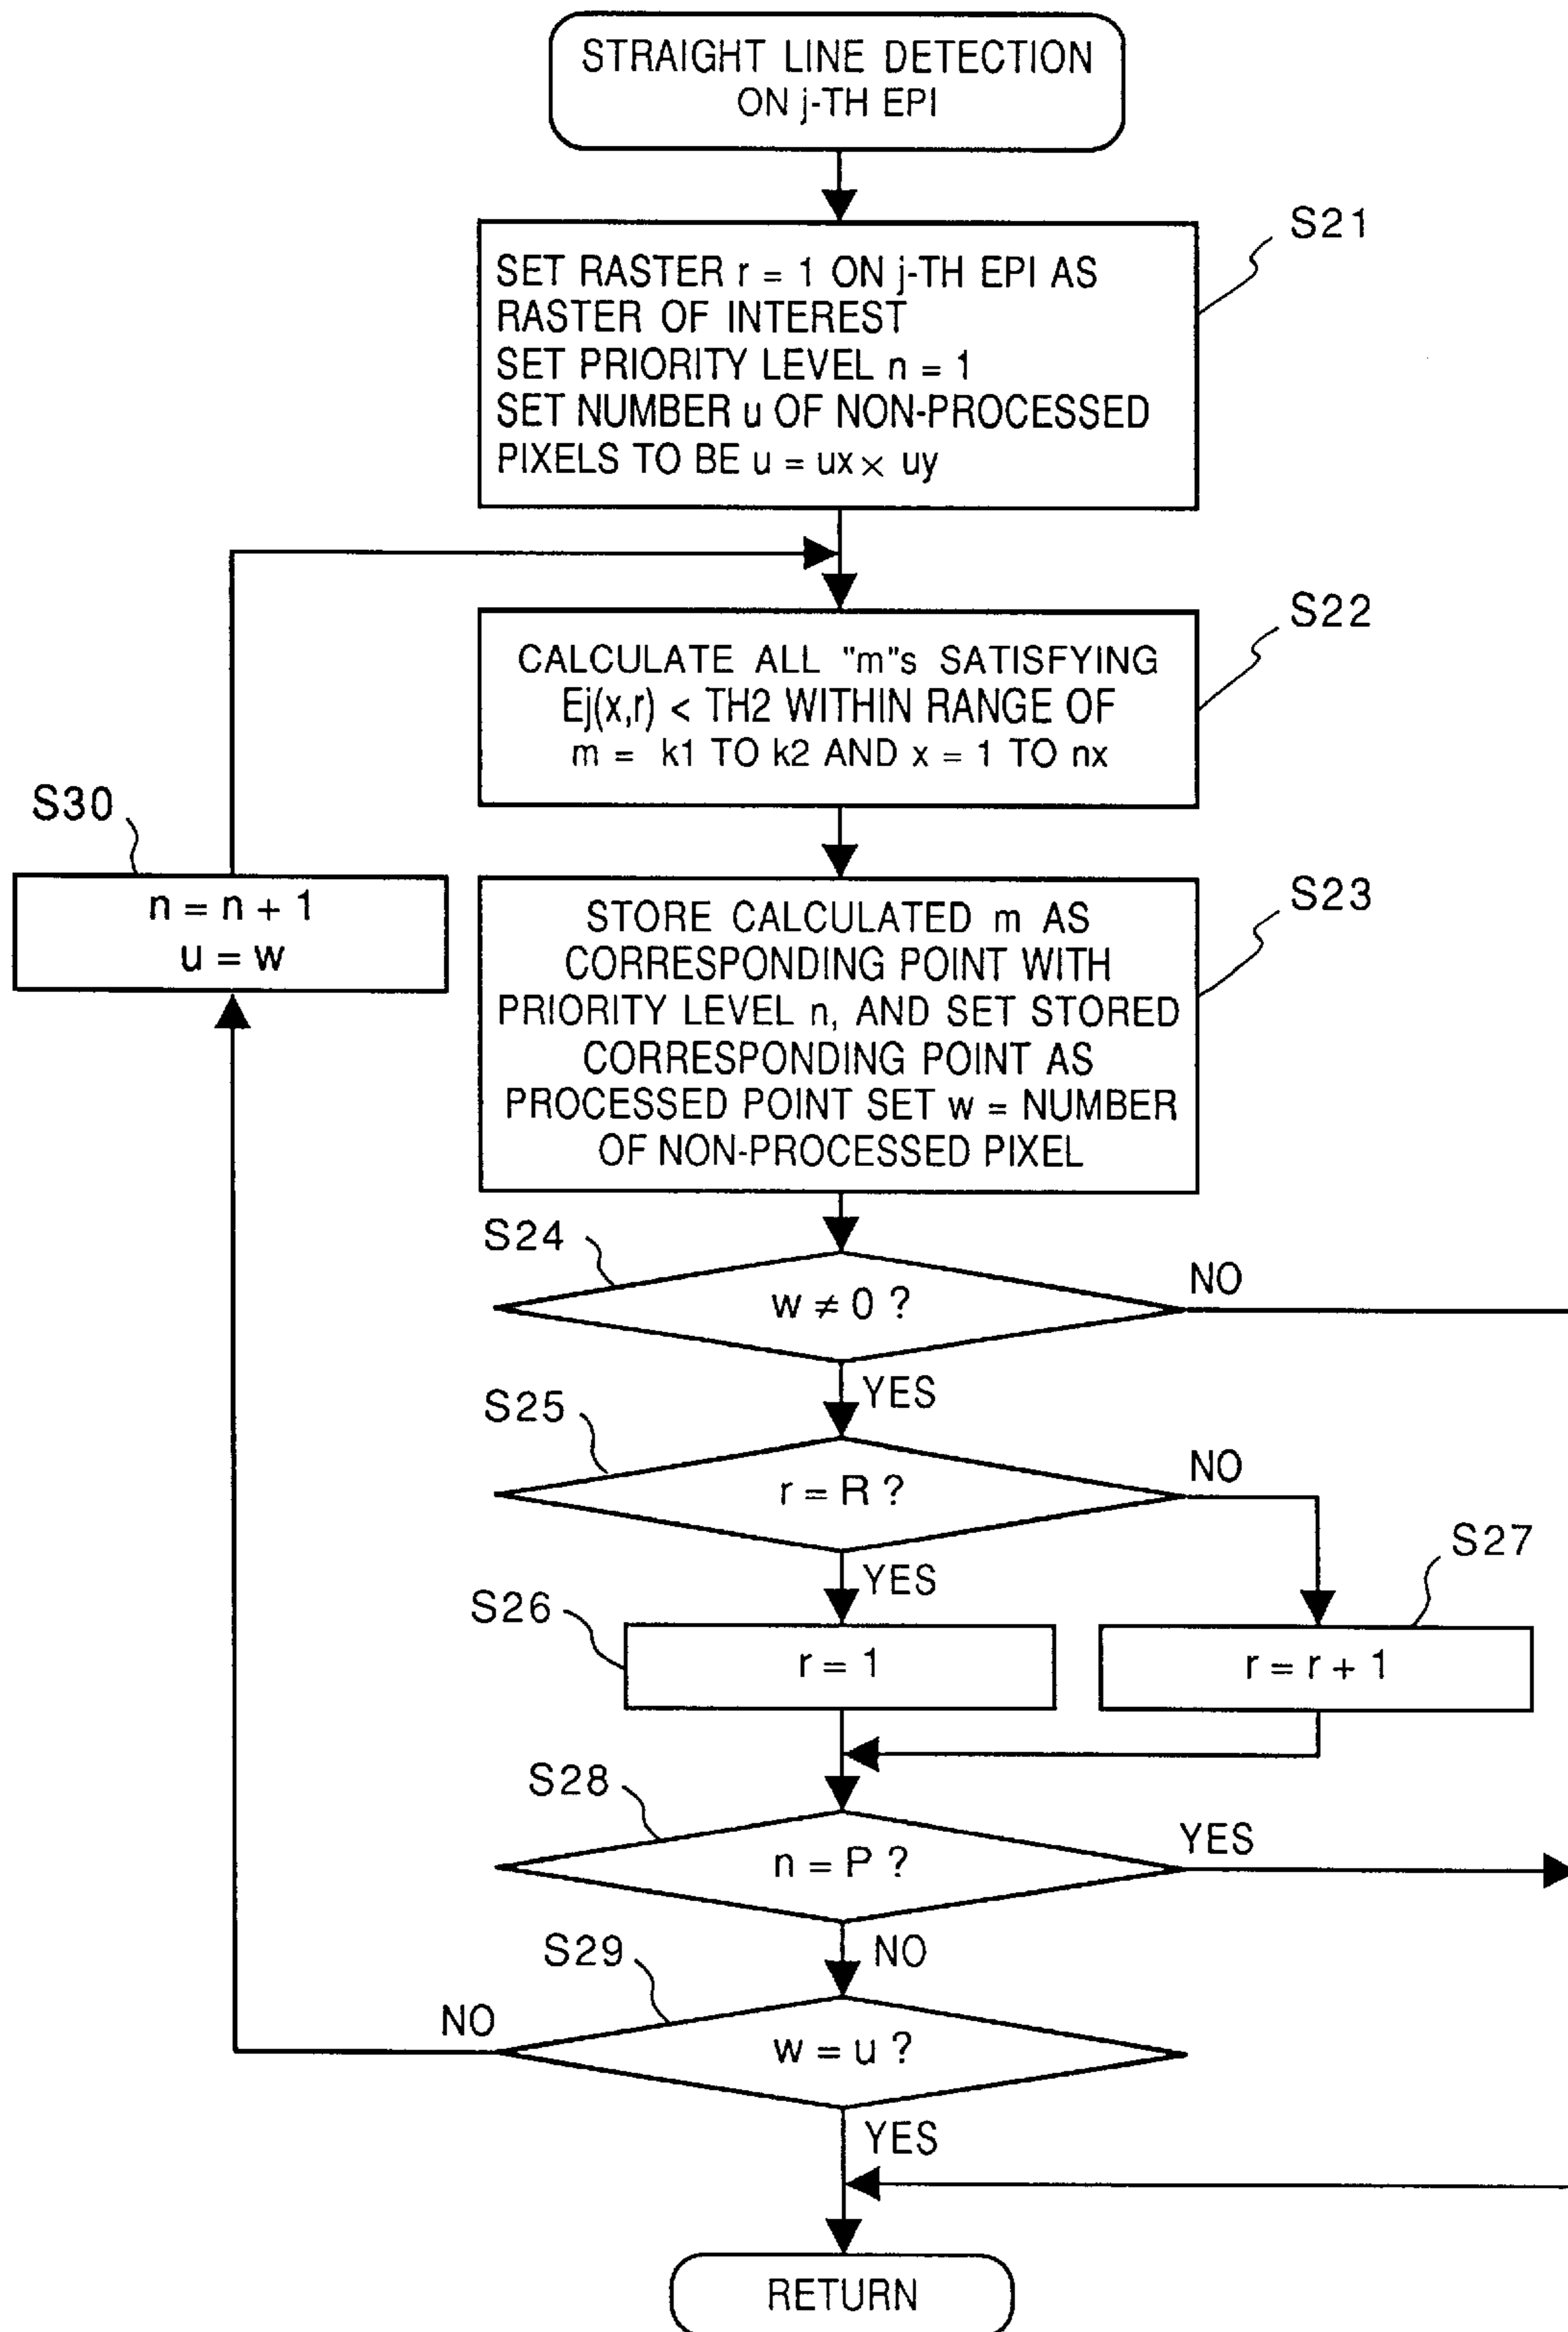 STRAIGHT LINE DETECTION
ON j-TH EPI
S21
SET RASTER r = 1 ON j-TH EPI AS
RASTER OF INTEREST
SET PRIORITY LEVEL n = 1
SET NUMBER u OF NON-PROCESSED
PIXELS TO BE u = ux × uy
S22
CALCULATE ALL "m"s SATISFYING
Ej(x,r) < TH2 WITHIN RANGE OF
m = k1 TO k2 AND x = 1 TO nx
S30
n = n + 1
u = w
S23
STORE CALCULATED m AS
CORRESPONDING POINT WITH
PRIORITY LEVEL n, AND SET STORED
CORRESPONDING POINT AS
PROCESSED POINT SET w = NUMBER
OF NON-PROCESSED PIXEL
S24
w ≠ 0 ?
NO
YES
S25
r = R ?
NO
YES
S26
r = 1
S27
r = r + 1
S28
n = P ?
YES
NO
S29
w = u ?
NO
YES
RETURN